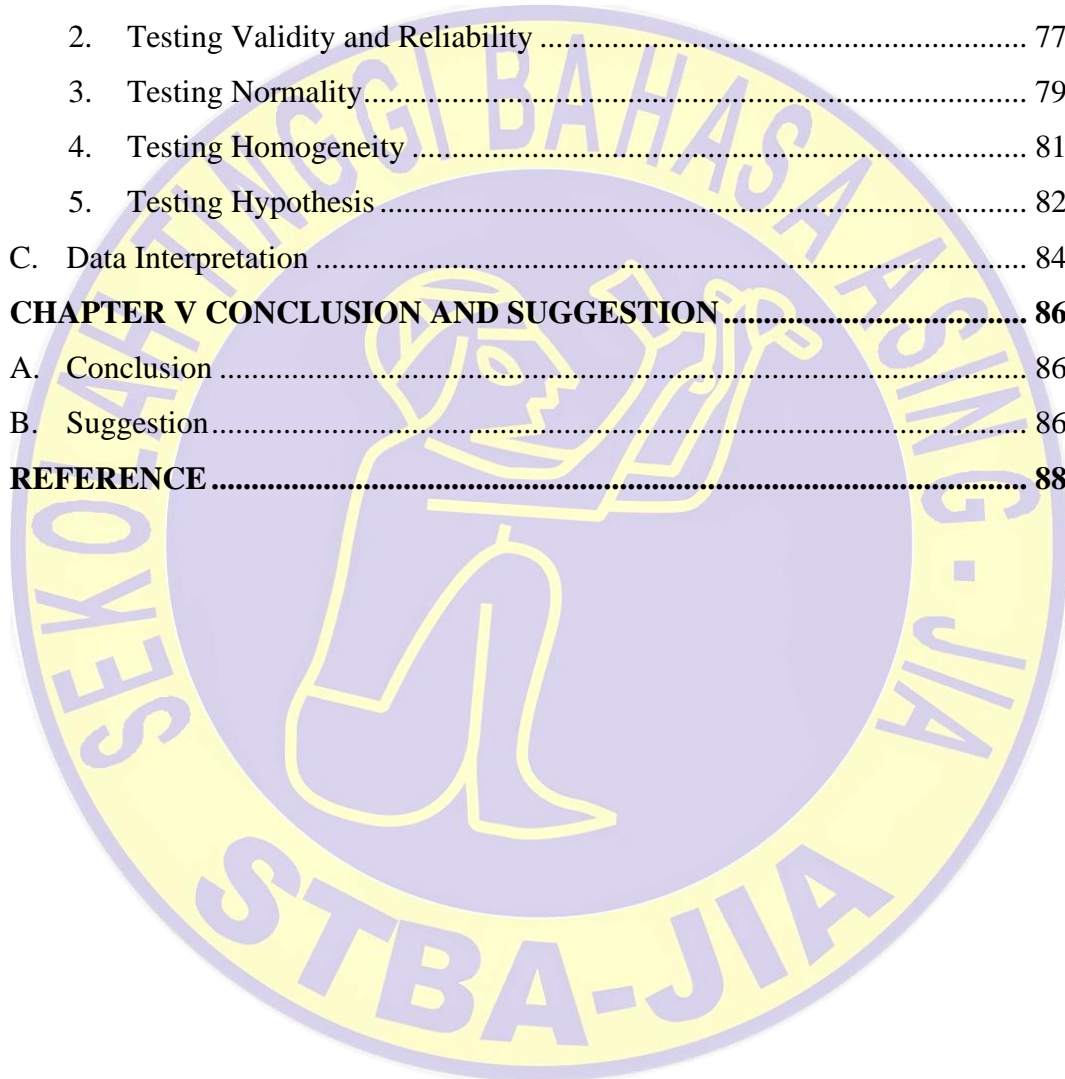 2. Testing Validity and Reliability ........................................................................ 77
3. Testing Normality .......................................................................................... 79
4. Testing Homogeneity .................................................................................... 81
5. Testing Hypothesis ........................................................................................ 82
C. Data Interpretation ............................................................................................ 84
CHAPTER V CONCLUSION AND SUGGESTION .................................... 86
A. Conclusion ........................................................................................................ 86
B. Suggestion ......................................................................................................... 86
REFERENCE .................................................................................................... 88
SEKOLAH TINGGI BAHASA ASING - JIA
STBA-JIA